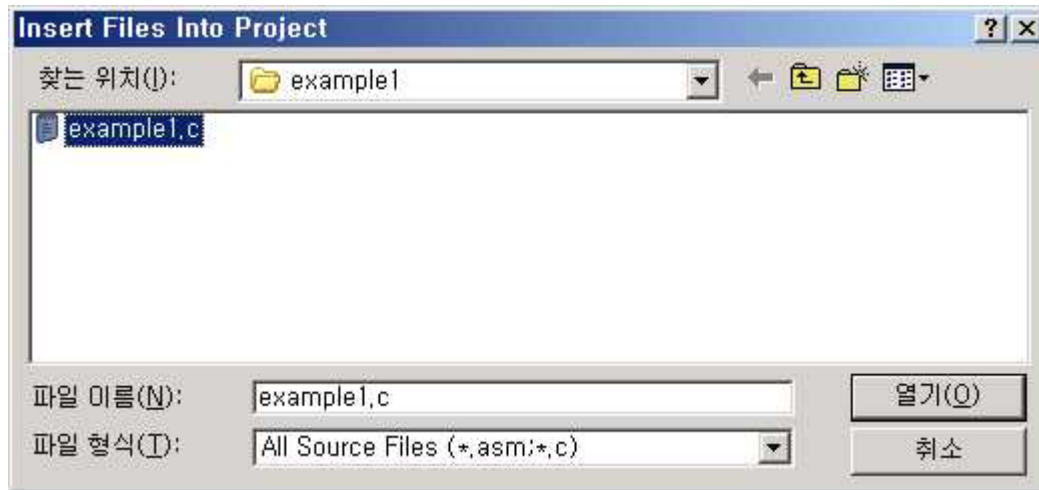 Insert Files Into Project
찾는 위치(I): example1
example1.c
파일 이름(N): example1.c 열기(O)
파일 형식(T): All Source Files (*.asm;*.c) 취소